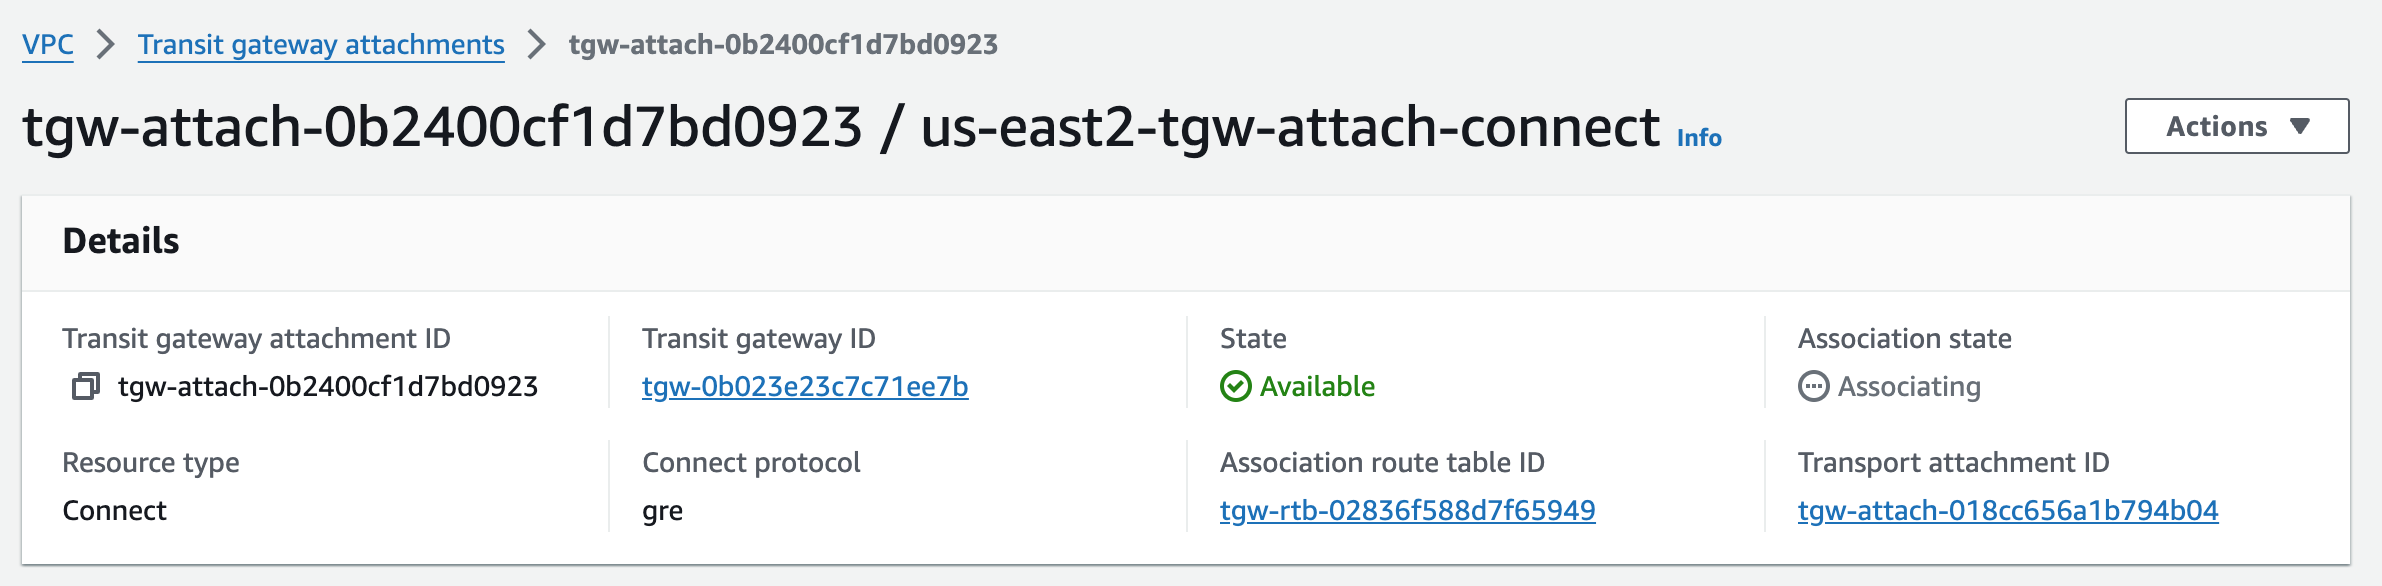 VPC > Transit gateway attachments > tgw-attach-0b2400cf1d7bd0923
tgw-attach-0b2400cf1d7bd0923 / us-east2-tgw-attach-connect Info
Actions ▼
Details
Transit gateway attachment ID
tgw-attach-0b2400cf1d7bd0923
Transit gateway ID
tgw-0b023e23c7c71ee7b
State
Available
Association state
Associating
Resource type
Connect
Connect protocol
gre
Association route table ID
tgw-rtb-02836f588d7f65949
Transport attachment ID
tgw-attach-018cc656a1b794b04